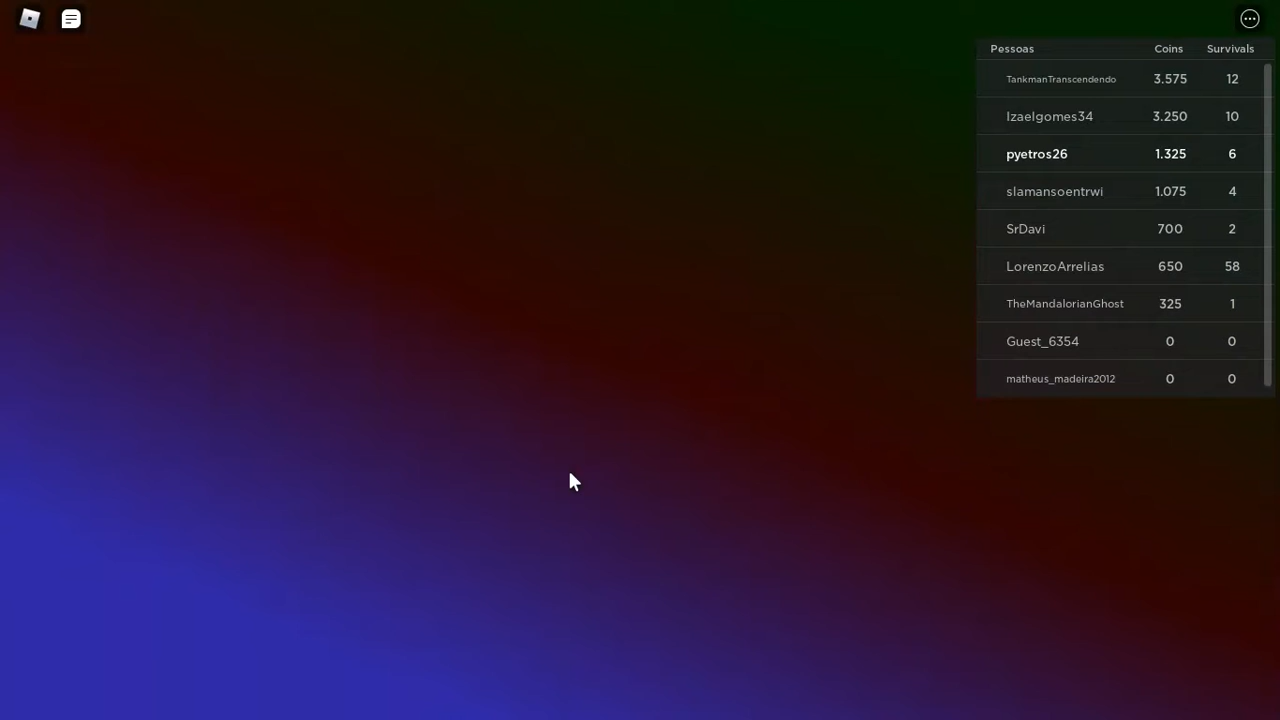 Pessoas Coins Survivals
TankmanTranscendendo 3.575 12
Izaelgomes34 3.250 10
pyetros26 1.325 6
slamansoentrwi 1.075 4
SrDavi 700 2
LorenzoArrelias 650 58
TheMandalorianGhost 325 1
Guest_6354 0 0
matheus_madeira2012 0 0